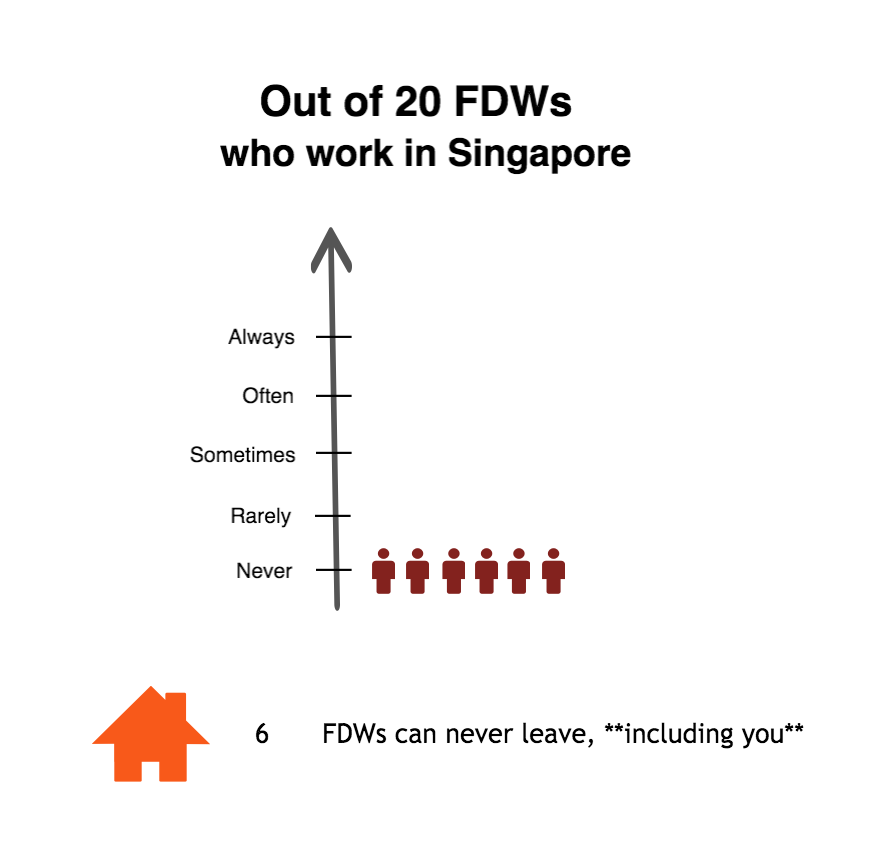 Out of 20 FDWs
who work in Singapore
Always
Often
Sometimes
Rarely
Never
6 FDWs can never leave, **including you**